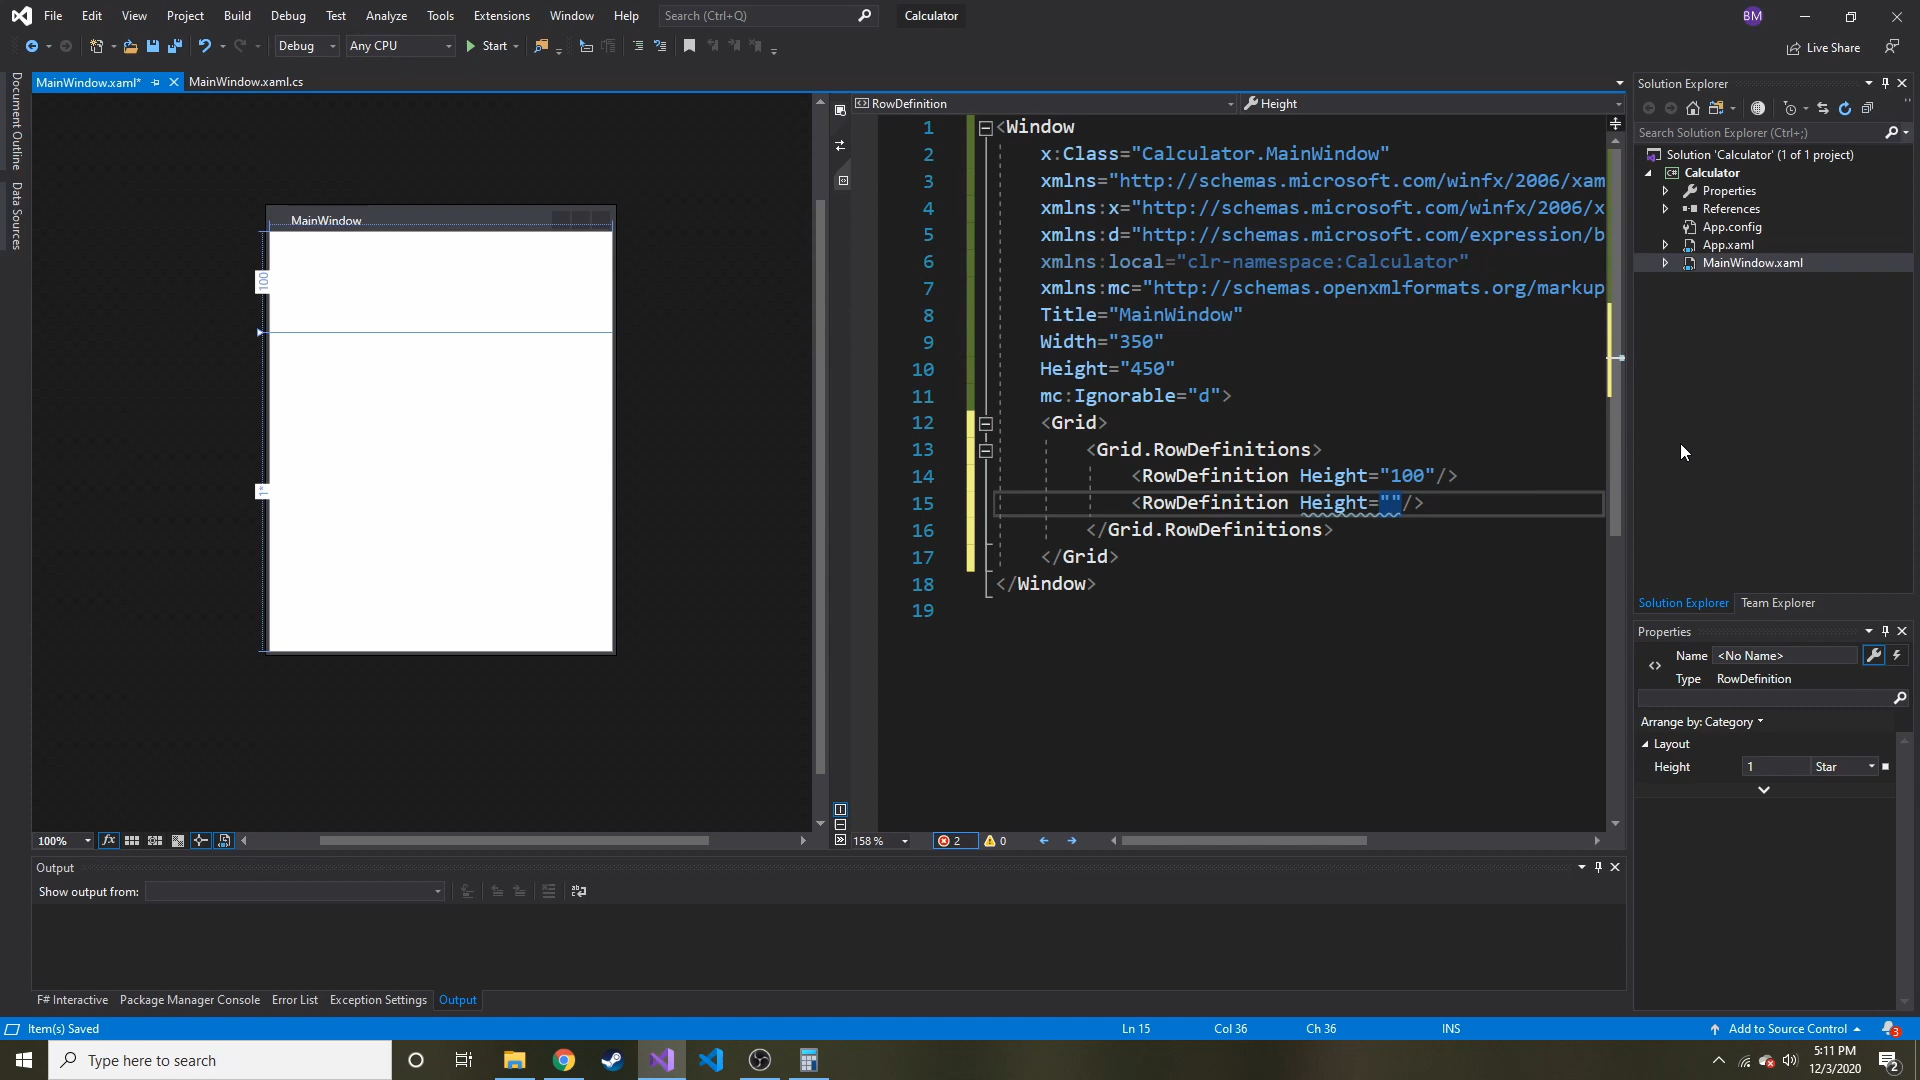 File Edit View Project Build Debug Test Analyze Tools Extensions Window Help Search (Ctrl+Q) Calculator BM
Debug Any CPU Start Live Share
MainWindow.xaml* MainWindow.xaml.cs
Document Outline
Data Sources
MainWindow
100
1*
RowDefinition Height
1 <Window
2 x:Class="Calculator.MainWindow"
3 xmlns="http://schemas.microsoft.com/winfx/2006/xam
4 xmlns:x="http://schemas.microsoft.com/winfx/2006/x
5 xmlns:d="http://schemas.microsoft.com/expression/b
6 xmlns:local="clr-namespace:Calculator"
7 xmlns:mc="http://schemas.openxmlformats.org/markup
8 Title="MainWindow"
9 Width="350"
10 Height="450"
11 mc:Ignorable="d">
12 <Grid>
13 <Grid.RowDefinitions>
14 <RowDefinition Height="100"/>
15 <RowDefinition Height=""/>
16 </Grid.RowDefinitions>
17 </Grid>
18 </Window>
19
100% fx 158 % 2 0
Solution Explorer
Search Solution Explorer (Ctrl+;)
Solution 'Calculator' (1 of 1 project)
C# Calculator
Properties
References
App.config
App.xaml
MainWindow.xaml
Solution Explorer Team Explorer
Properties
Name <No Name>
Type RowDefinition
Arrange by: Category
Layout
Height 1 Star
Output
Show output from:
F# Interactive Package Manager Console Error List Exception Settings Output
Item(s) Saved Ln 15 Col 36 Ch 36 INS Add to Source Control 3
Type here to search
5:11 PM
12/3/2020
2